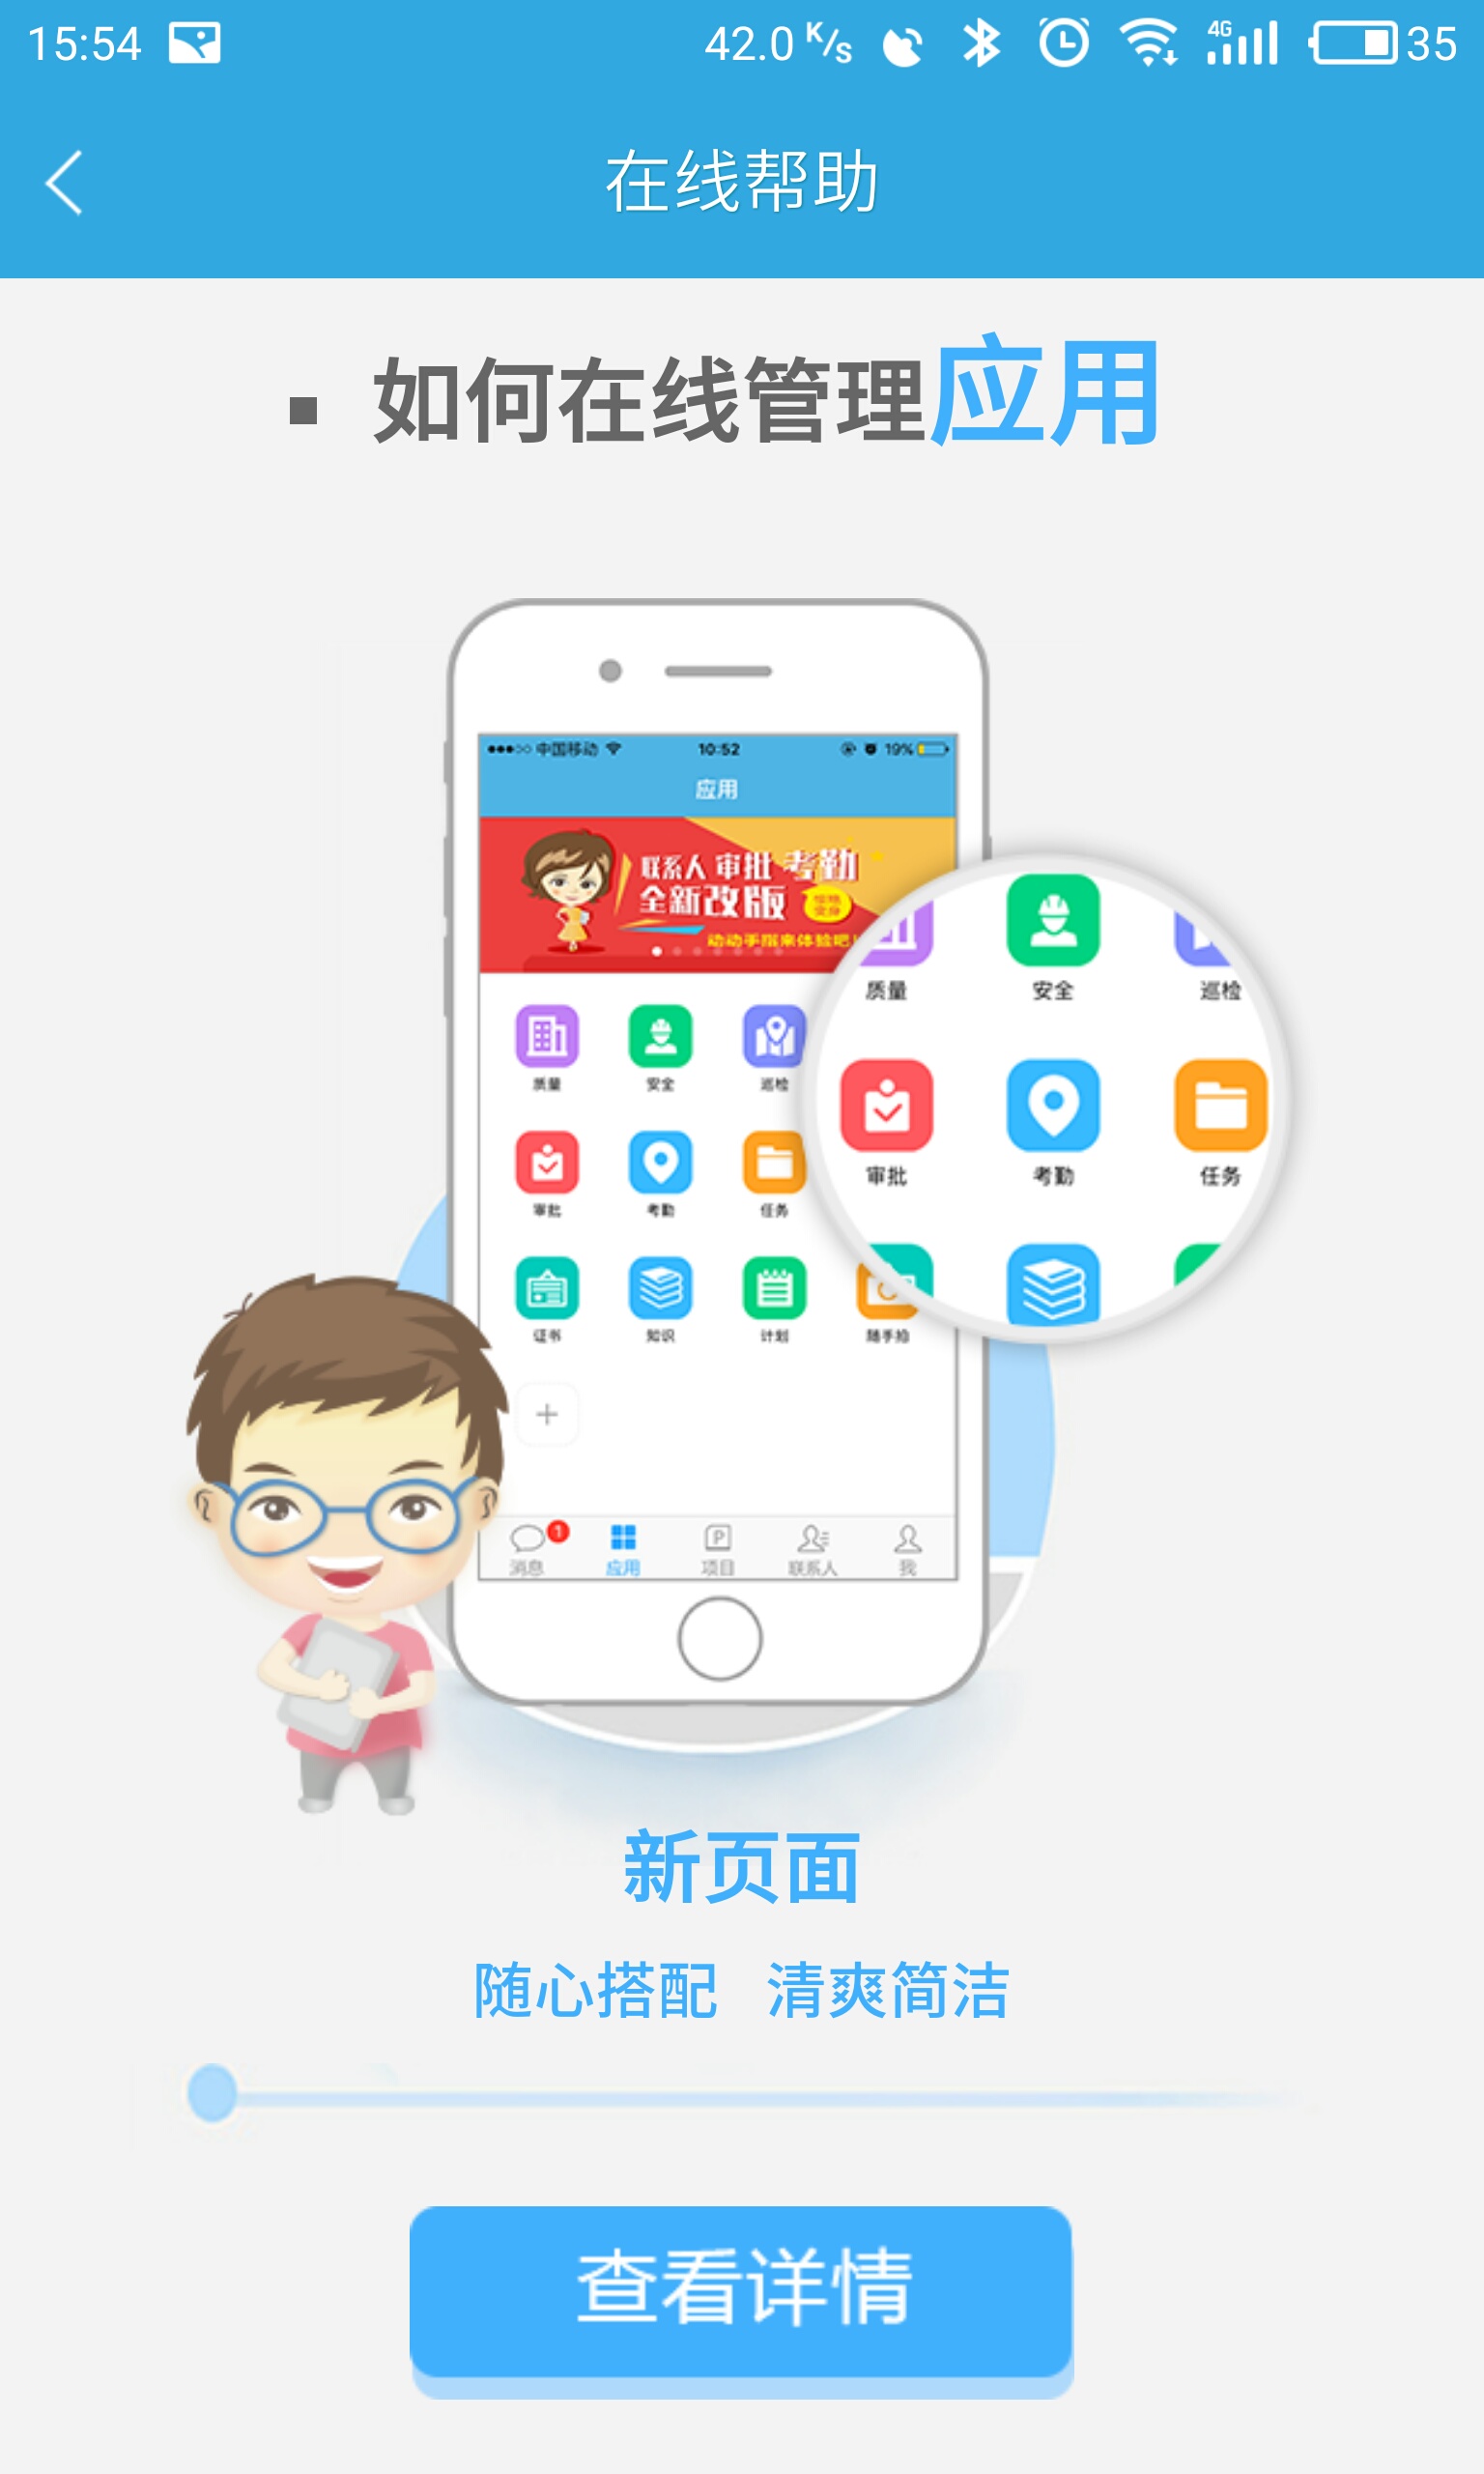 15:54 42.0 K/s 4G 35
在线帮助
▪ 如何在线管理应用
中国移动 10:52 19%
应用
联系人 审批 考勤
全新改版
动动手指来体验吧!
质量 安全 巡检
质量 安全 巡检
审批 考勤 任务
审批 考勤 任务
证书 知识 计划 随手拍
+
1
消息 应用 项目 联系人 我
新页面
随心搭配 清爽简洁
查看详情